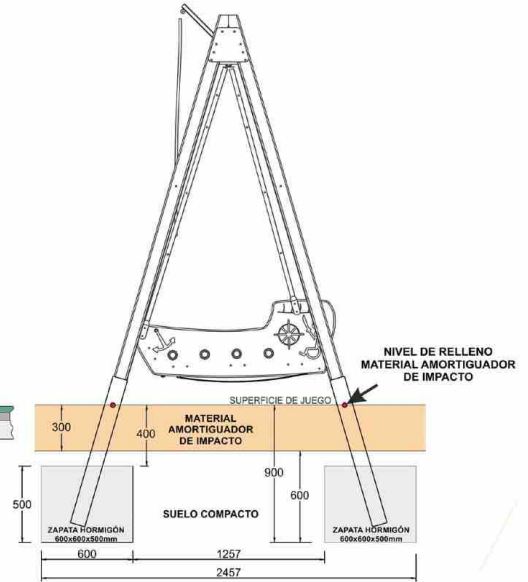 NIVEL DE RELLENO
MATERIAL AMORTIGUADOR
DE IMPACTO
SUPERFICIE DE JUEGO
300
400
MATERIAL
AMORTIGUADOR
DE IMPACTO
900
600
500
SUELO COMPACTO
ZAPATA HORMIGÓN
600x600x500mm
ZAPATA HORMIGÓN
600x600x500mm
600
1257
2457